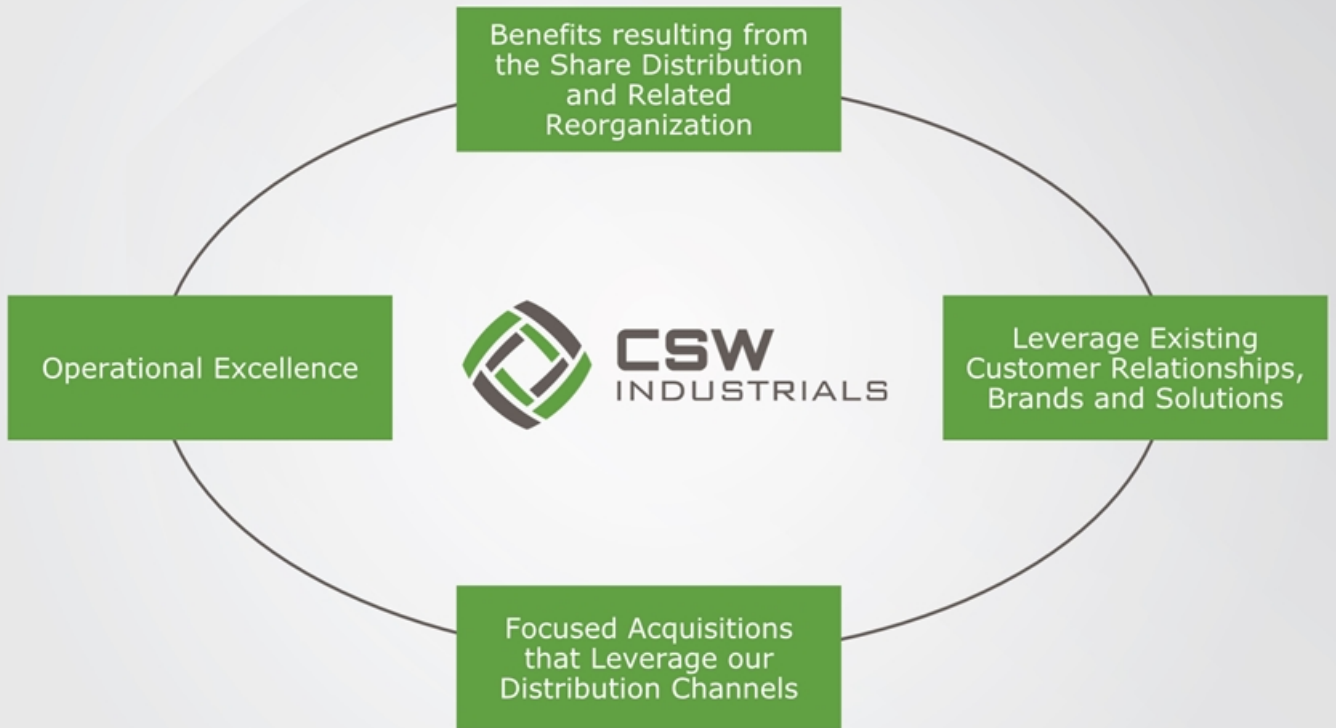 Benefits resulting from
the Share Distribution
and Related
Reorganization
Operational Excellence
CSW
INDUSTRIALS
Leverage Existing
Customer Relationships,
Brands and Solutions
Focused Acquisitions
that Leverage our
Distribution Channels